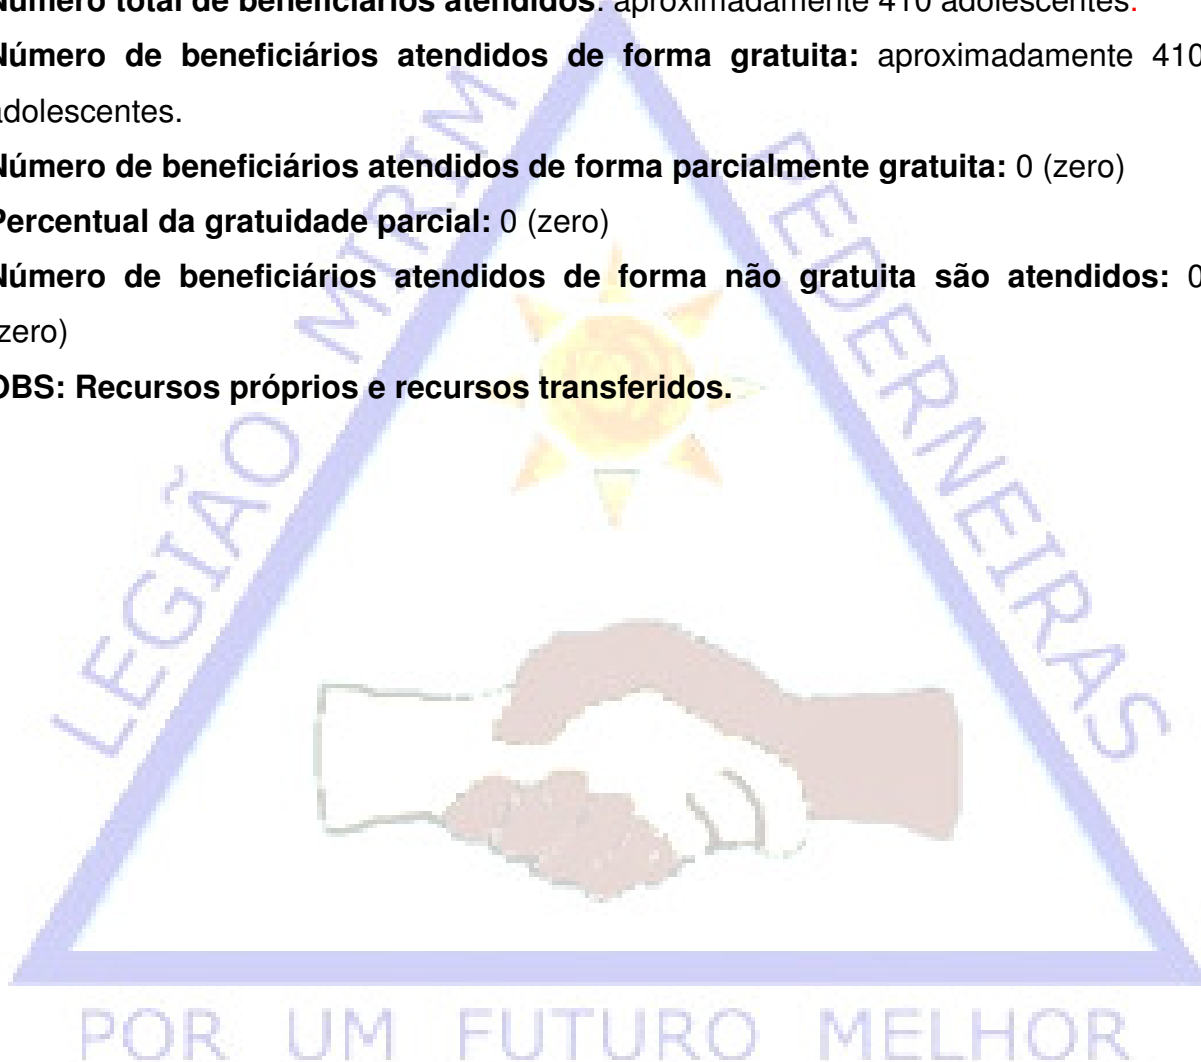 Número total de beneficiários atendidos: aproximadamente 410 adolescentes.
Número de beneficiários atendidos de forma gratuita: aproximadamente 410
adolescentes.
Número de beneficiários atendidos de forma parcialmente gratuita: 0 (zero)
Percentual da gratuidade parcial: 0 (zero)
Número de beneficiários atendidos de forma não gratuita são atendidos: 0
(zero)
OBS: Recursos próprios e recursos transferidos.
LEGIÃO MIRIM
PEDERNEIRAS
POR UM FUTURO MELHOR